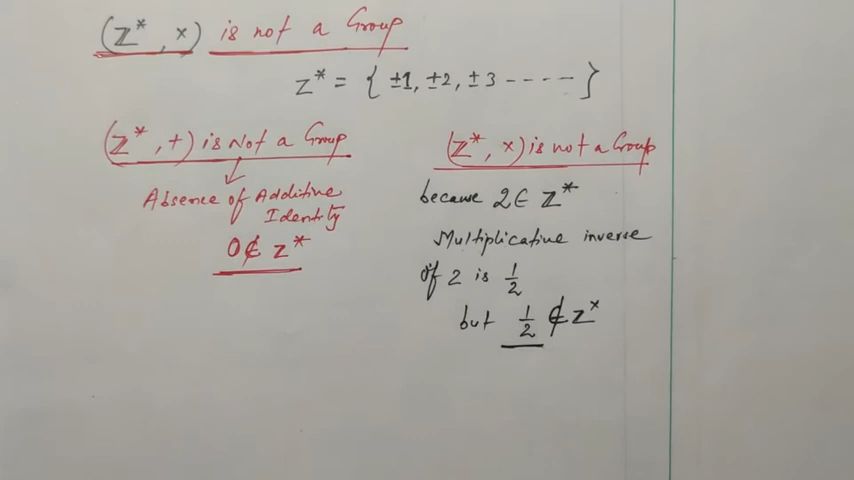 (Z*, ×) is not a Group
Z* = { ±1, ±2, ±3 ----- }
(Z*, +) is Not a Group
Absence of Additive
Identity
0 ∉ Z*
(Z*, ×) is not a Group
because 2 ∈ Z*
Multiplicative inverse
of 2 is 1/2
but 1/2 ∉ Z*